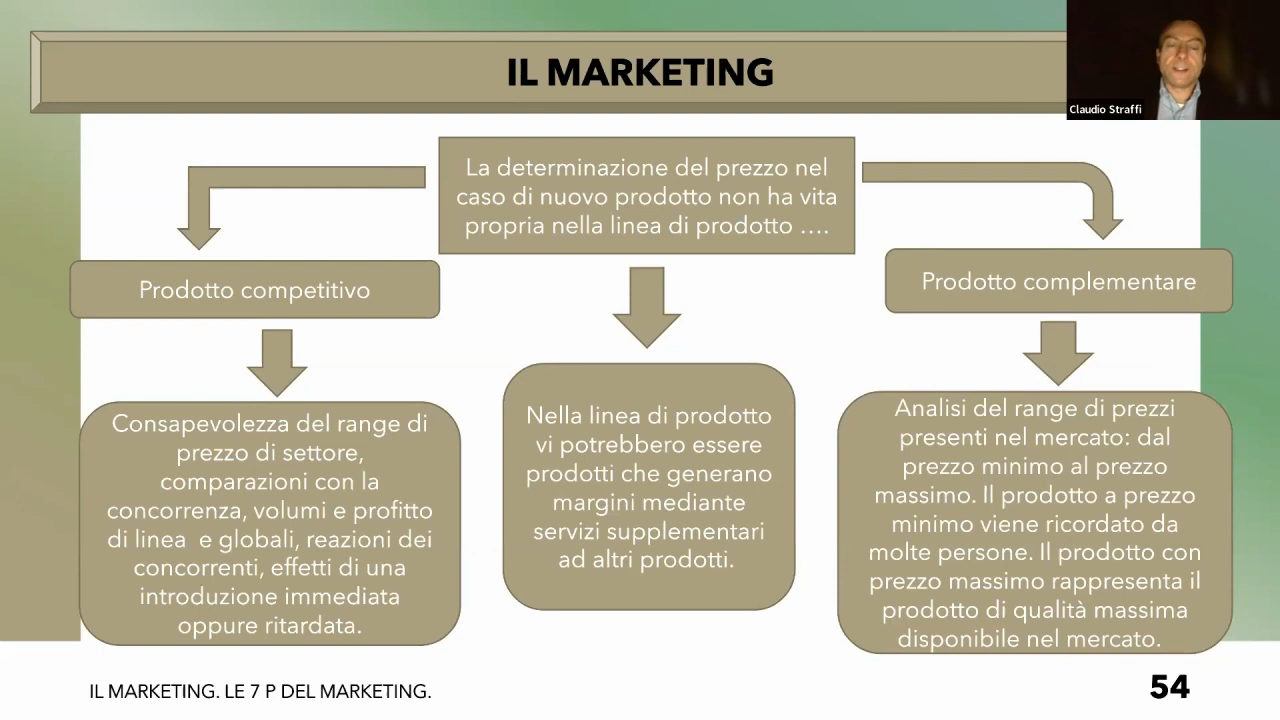 IL MARKETING
Claudio Straffi
La determinazione del prezzo nel
caso di nuovo prodotto non ha vita
propria nella linea di prodotto ….
Prodotto competitivo
Prodotto complementare
Consapevolezza del range di
prezzo di settore,
comparazioni con la
concorrenza, volumi e profitto
di linea e globali, reazioni dei
concorrenti, effetti di una
introduzione immediata
oppure ritardata.
Nella linea di prodotto
vi potrebbero essere
prodotti che generano
margini mediante
servizi supplementari
ad altri prodotti.
Analisi del range di prezzi
presenti nel mercato: dal
prezzo minimo al prezzo
massimo. Il prodotto a prezzo
minimo viene ricordato da
molte persone. Il prodotto con
prezzo massimo rappresenta il
prodotto di qualità massima
disponibile nel mercato.
IL MARKETING. LE 7 P DEL MARKETING.
54